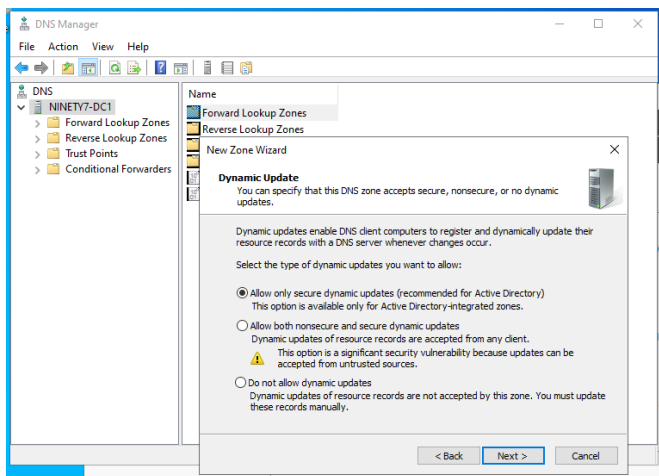 DNS Manager
File Action View Help
DNS
NINETY7-DC1
Forward Lookup Zones
Reverse Lookup Zones
Trust Points
Conditional Forwarders
Name
Forward Lookup Zones
Reverse Lookup Zones
New Zone Wizard
Dynamic Update
You can specify that this DNS zone accepts secure, nonsecure, or no dynamic
updates.
Dynamic updates enable DNS client computers to register and dynamically update their
resource records with a DNS server whenever changes occur.
Select the type of dynamic updates you want to allow:
Allow only secure dynamic updates (recommended for Active Directory)
This option is available only for Active Directory-integrated zones.
Allow both nonsecure and secure dynamic updates
Dynamic updates of resource records are accepted from any client.
This option is a significant security vulnerability because updates can be
accepted from untrusted sources.
Do not allow dynamic updates
Dynamic updates of resource records are not accepted by this zone. You must update
these records manually.
< Back Next > Cancel